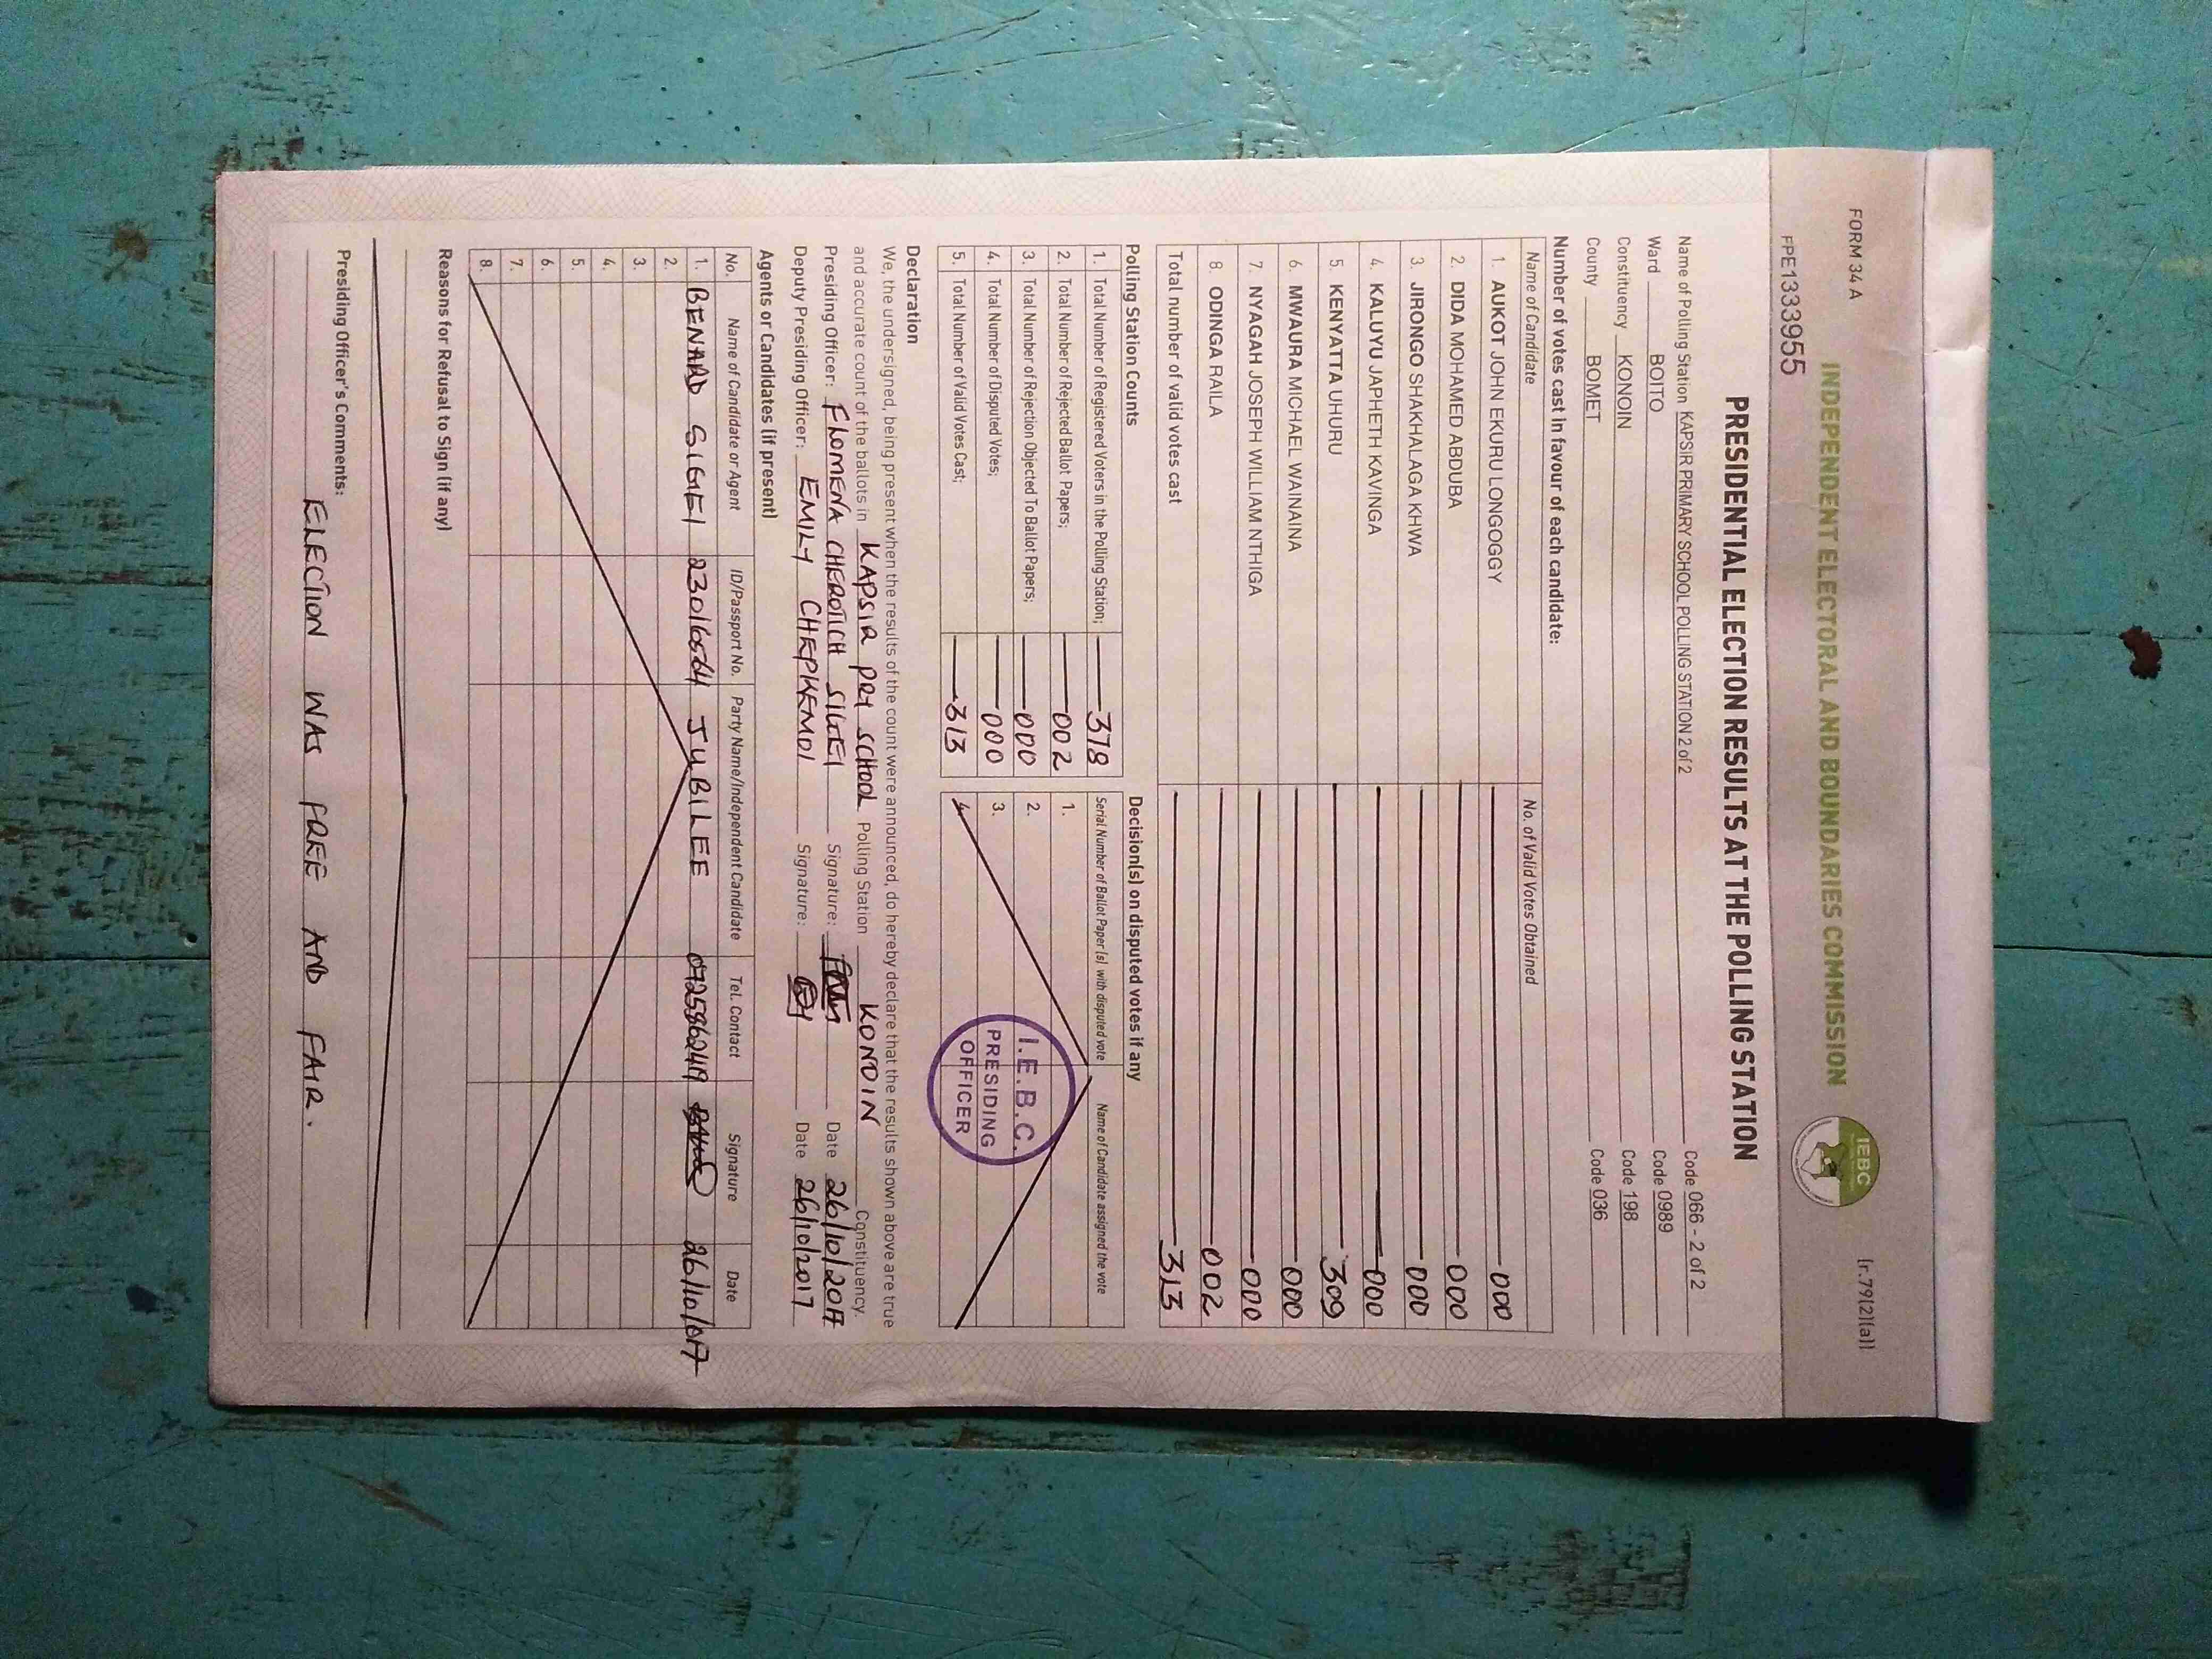 FORM 34 A
(r.79(2)(a))
INDEPENDENT ELECTORAL AND BOUNDARIES COMMISSION
IEBC
FPE1333955
PRESIDENTIAL ELECTION RESULTS AT THE POLLING STATION
Name of Polling Station KAPSIR PRIMARY SCHOOL POLLING STATION 2 of 2 Code 066 - 2 of 2
Ward BOITO Code 0989
Constituency KONOIN Code 198
County BOMET Code 036
Number of votes cast in favour of each candidate:
Name of Candidate No. of Valid Votes Obtained
1. AUKOT JOHN EKURU LONGOGGY 000
2. DIDA MOHAMED ABDUBA 000
3. JIRONGO SHAKHALAGA KHWA 000
4. KALUYU JAPHETH KAVINGA 000
5. KENYATTA UHURU 309
6. MWAURA MICHAEL WAINAINA 000
7. NYAGAH JOSEPH WILLIAM NTHIGA 000
8. ODINGA RAILA 002
Total number of valid votes cast 313
Polling Station Counts Decision(s) on disputed votes if any
1. Total Number of Registered Voters in the Polling Station; 378 Serial Number of Ballot Paper (s) with disputed vote Name of Candidate assigned the vote
2. Total Number of Rejected Ballot Papers; 002 1.
3. Total Number of Rejection Objected To Ballot Papers; 000 2.
4. Total Number of Disputed Votes; 000 3.
5. Total Number of Valid Votes Cast; 313 4.
I.E.B.C.
PRESIDING
OFFICER
Declaration
We, the undersigned, being present when the results of the count were announced, do hereby declare that the results shown above are true
and accurate count of the ballots in KAPSIR PRY SCHOOL Polling Station KONOIN Constituency.
Presiding Officer: FLOMENA CHEROTICH SIGEI Signature: Date 26/10/2017
Deputy Presiding Officer: EMILY CHEPKEMOI Signature: Date 26/10/2017
Agents or Candidates (if present)
No. Name of Candidate or Agent ID/Passport No. Party Name/Independent Candidate Tel. Contact Signature Date
1. BENARD SIGEI 23016564 JUBILEE 26/10/017
2.
3.
4.
5.
6.
7.
8.
Reasons for Refusal to Sign (if any)
Presiding Officer's Comments:
ELECTION WAS FREE AND FAIR.